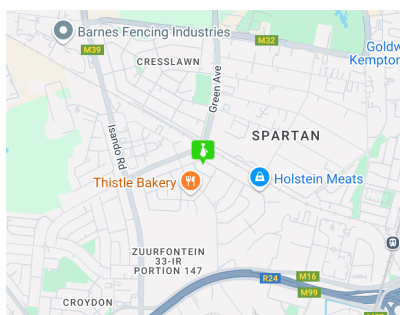 Barnes Fencing Industries
M32
M39
Goldw
Kempton
CRESSLAWN
Green Ave
Isando Rd
SPARTAN
Thistle Bakery
Holstein Meats
ZUURFONTEIN
33-IR
PORTION 147
R24
M16
M99
CROYDON